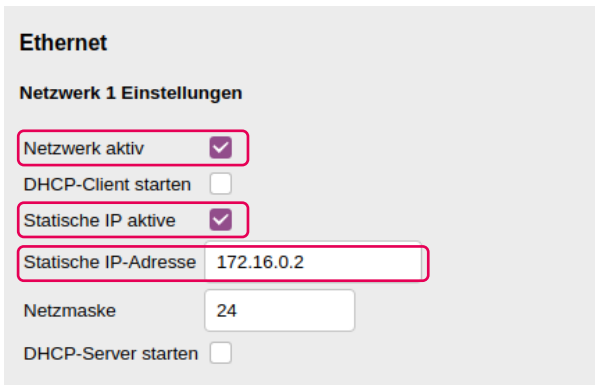 Ethernet
Netzwerk 1 Einstellungen
Netzwerk aktiv
DHCP-Client starten
Statische IP aktive
Statische IP-Adresse 172.16.0.2
Netzmaske 24
DHCP-Server starten